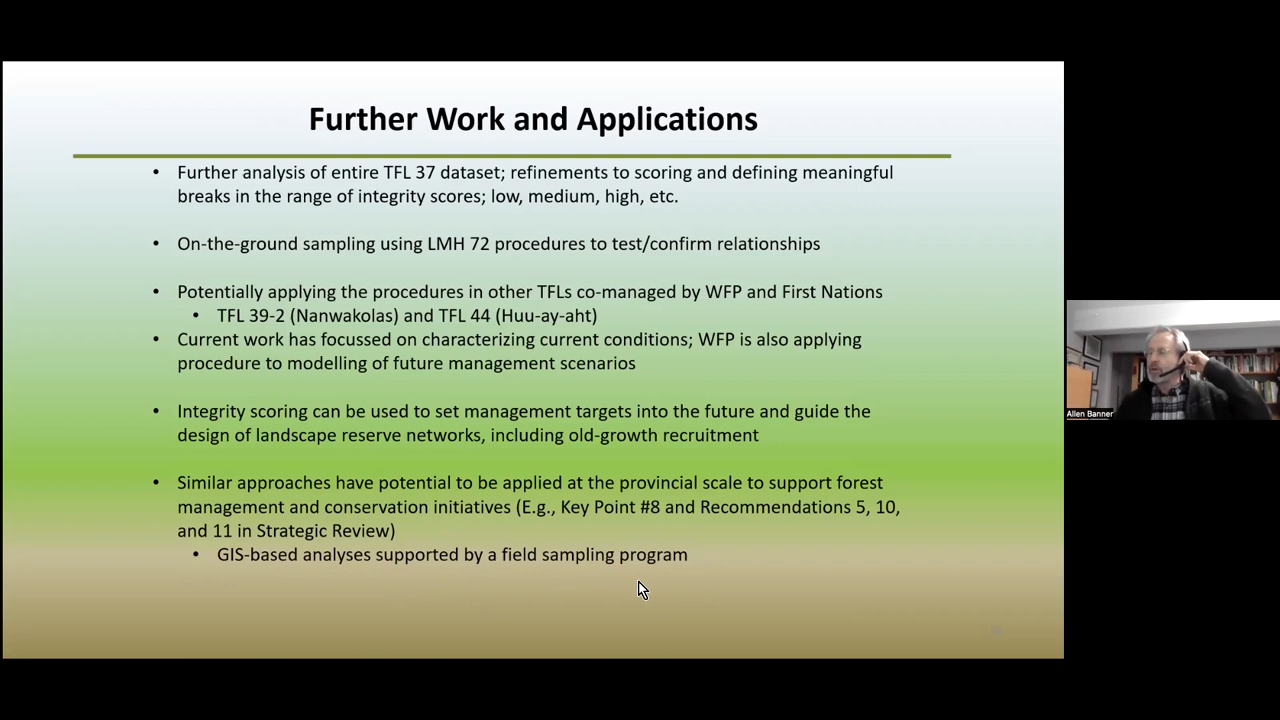 Further Work and Applications
• Further analysis of entire TFL 37 dataset; refinements to scoring and defining meaningful
breaks in the range of integrity scores; low, medium, high, etc.
• On-the-ground sampling using LMH 72 procedures to test/confirm relationships
• Potentially applying the procedures in other TFLs co-managed by WFP and First Nations
• TFL 39-2 (Nanwakolas) and TFL 44 (Huu-ay-aht)
• Current work has focussed on characterizing current conditions; WFP is also applying
procedure to modelling of future management scenarios
• Integrity scoring can be used to set management targets into the future and guide the
design of landscape reserve networks, including old-growth recruitment
• Similar approaches have potential to be applied at the provincial scale to support forest
management and conservation initiatives (E.g., Key Point #8 and Recommendations 5, 10,
and 11 in Strategic Review)
• GIS-based analyses supported by a field sampling program
Allen Banner